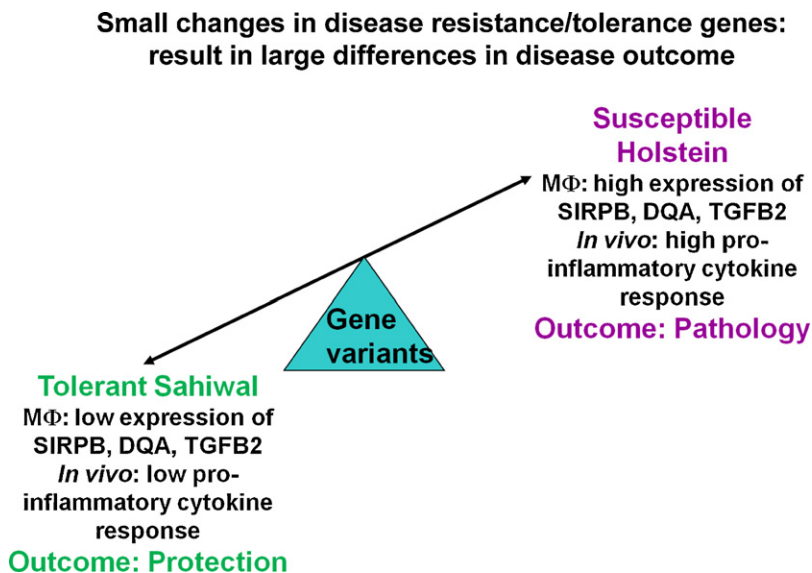 Small changes in disease resistance/tolerance genes:
result in large differences in disease outcome
Susceptible
Holstein
MΦ: high expression of
SIRPB, DQA, TGFB2
In vivo: high pro-
inflammatory cytokine
response
Outcome: Pathology
Gene
variants
Tolerant Sahiwal
MΦ: low expression of
SIRPB, DQA, TGFB2
In vivo: low pro-
inflammatory cytokine
response
Outcome: Protection